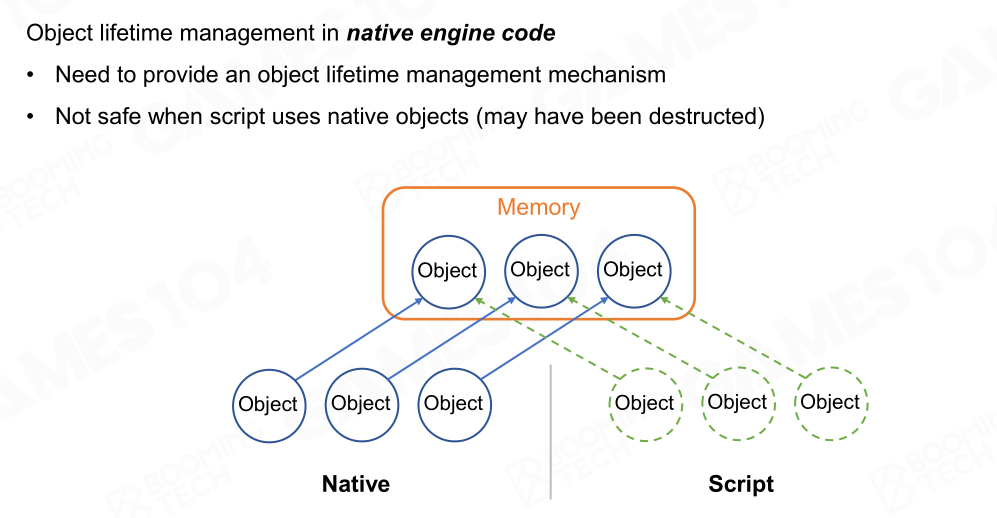 Object lifetime management in native engine code
• Need to provide an object lifetime management mechanism
• Not safe when script uses native objects (may have been destructed)
Memory
Object Object Object
Object Object Object Object Object Object
Native Script
GAMES104
BOOMING TECH